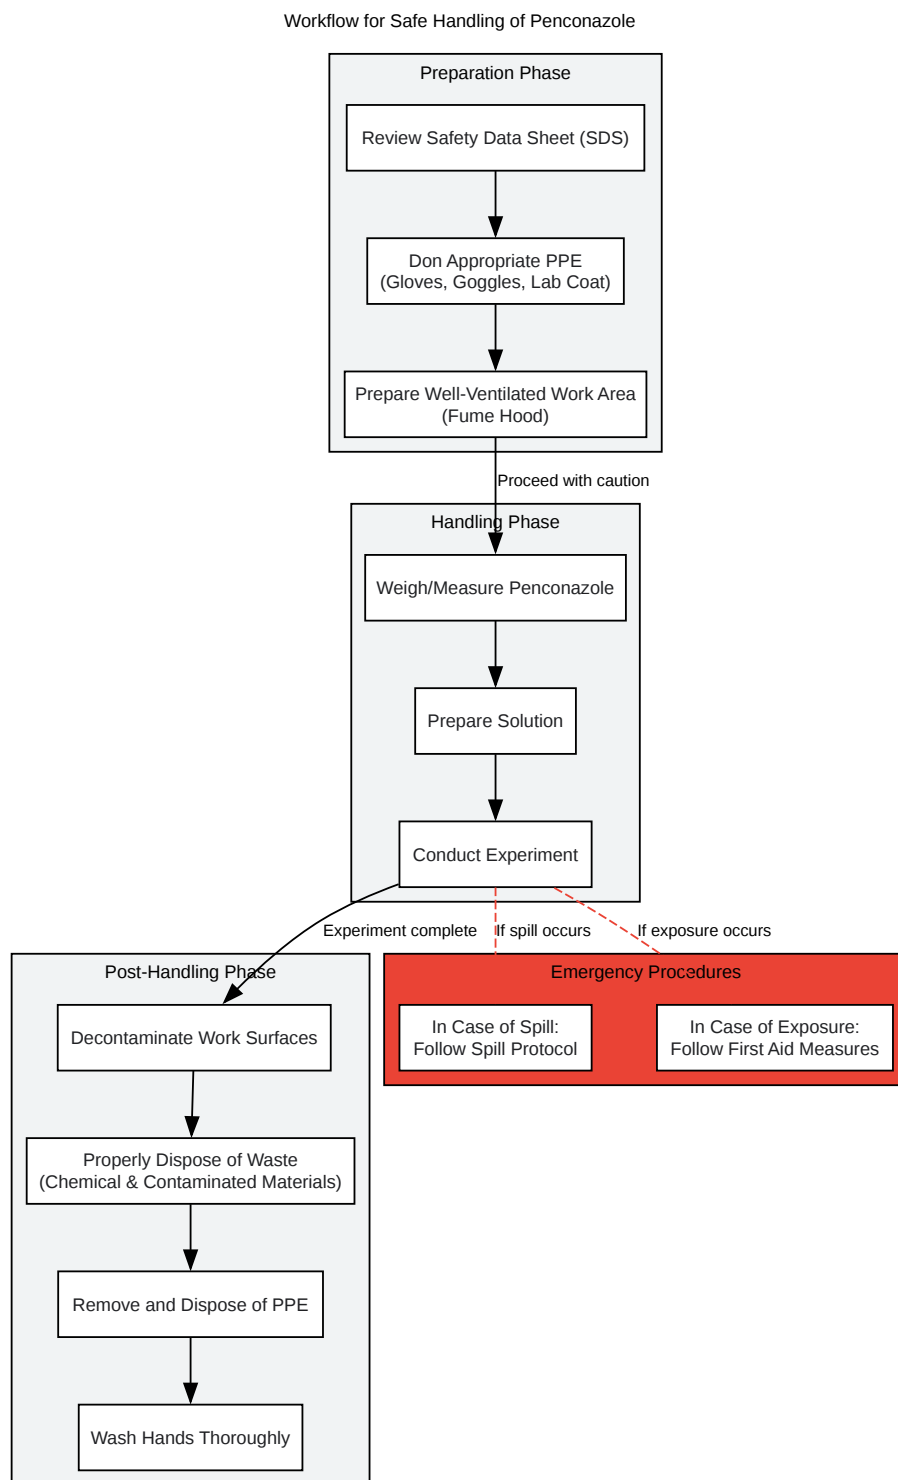 Workflow for Safe Handling of Penconazole
Preparation Phase
Review Safety Data Sheet (SDS)
Don Appropriate PPE
(Gloves, Goggles, Lab Coat)
Prepare Well-Ventilated Work Area
(Fume Hood)
Proceed with caution
Handling Phase
Weigh/Measure Penconazole
Prepare Solution
Conduct Experiment
Experiment complete
If spill occurs
If exposure occurs
Post-Handling Phase
Decontaminate Work Surfaces
Properly Dispose of Waste
(Chemical & Contaminated Materials)
Remove and Dispose of PPE
Wash Hands Thoroughly
Emergency Procedures
In Case of Spill:
Follow Spill Protocol
In Case of Exposure:
Follow First Aid Measures